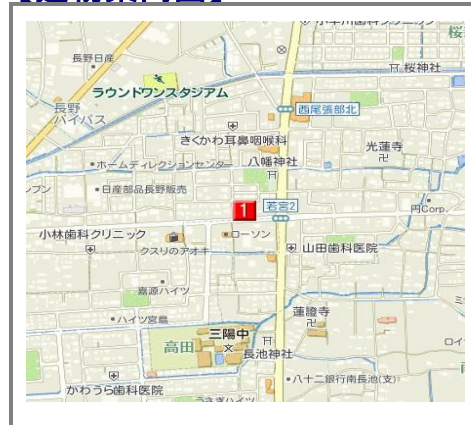 長野日産
桜神社
ラウンドワンスタジアム
長野
バイパス
西尾張部北
きくかわ耳鼻咽喉科
光蓮寺
ホームディレクションセンター
八幡神社
日産部品長野販売
1
若宮2
円Corp.
小林歯科クリニック
ローソン
クスリのアオキ
山田歯科医院
嘉源ハイツ
ハイツ宮島
蓮證寺
三陽中
高田
長池神社
かわうら歯科医院
八十二銀行南長池(支)
うさぎハイツ